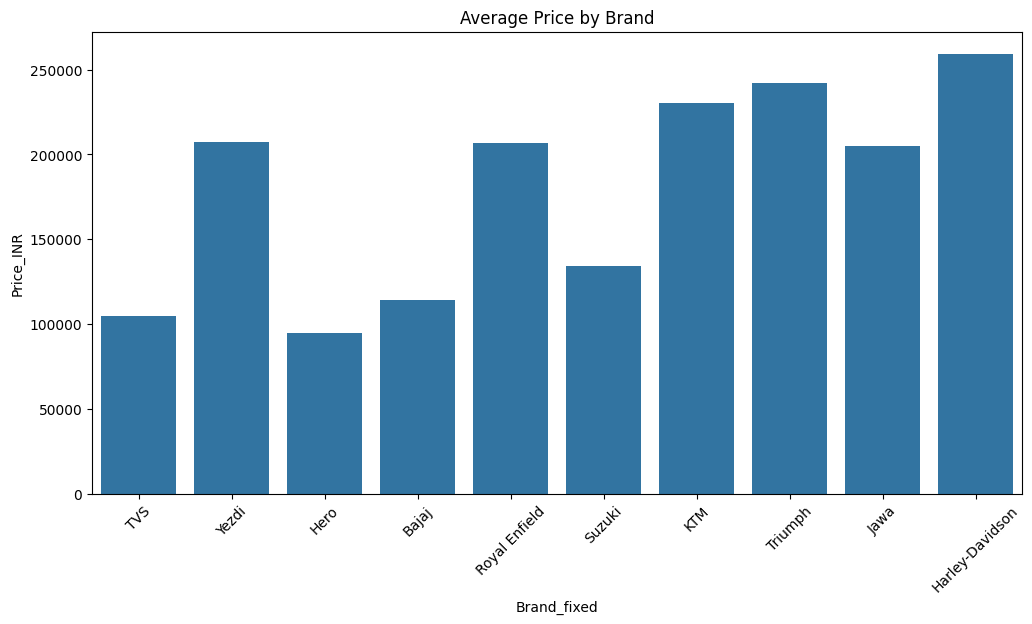 Average Price by Brand
Price_INR
250000
200000
150000
100000
50000
0
TVS
Yezdi
Hero
Bajaj
Royal Enfield
Suzuki
KTM
Triumph
Jawa
Harley-Davidson
Brand_fixed